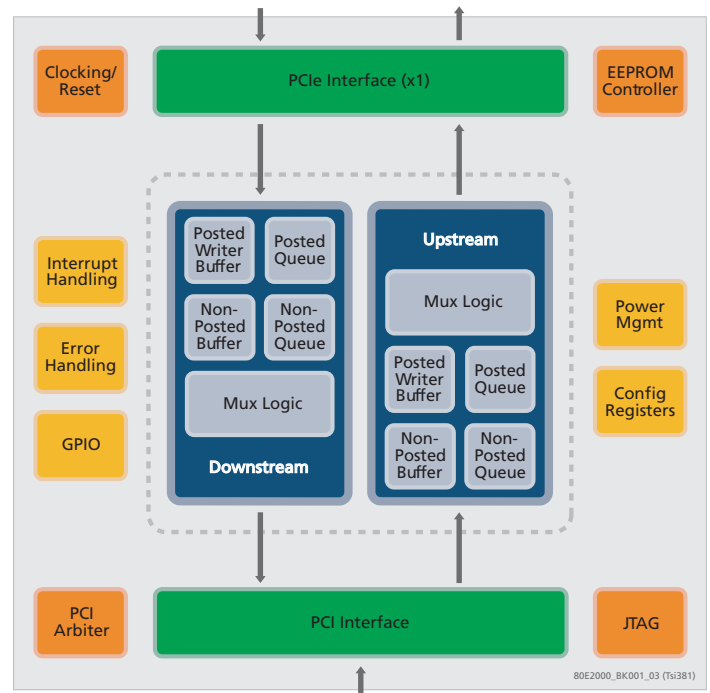 Clocking/
Reset
PCIe Interface (x1)
EEPROM
Controller
Posted
Writer
Buffer
Posted
Queue
Non-
Posted
Buffer
Non-
Posted
Queue
Mux Logic
Downstream
Upstream
Mux Logic
Posted
Writer
Buffer
Posted
Queue
Non-
Posted
Buffer
Non-
Posted
Queue
Interrupt
Handling
Error
Handling
GPIO
Power
Mgmt
Config
Registers
PCI
Arbiter
PCI Interface
JTAG
80E2000_BK001_03 (Tsi381)